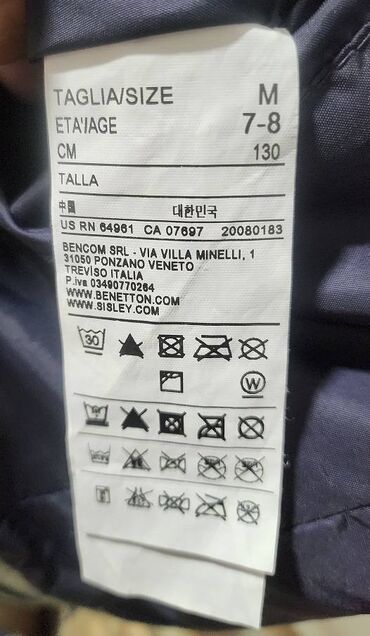 TAGLIA/SIZE M
ETA'/AGE 7-8
CM 130
TALLA
中國 대한민국
US RN 64961 CA 07697 20080183
BENCOM SRL - VIA VILLA MINELLI, 1
31050 PONZANO VENETO
TREVISO ITALIA
P.iva 03490770264
WWW.BENETTON.COM
WWW.SISLEY.COM
30
W